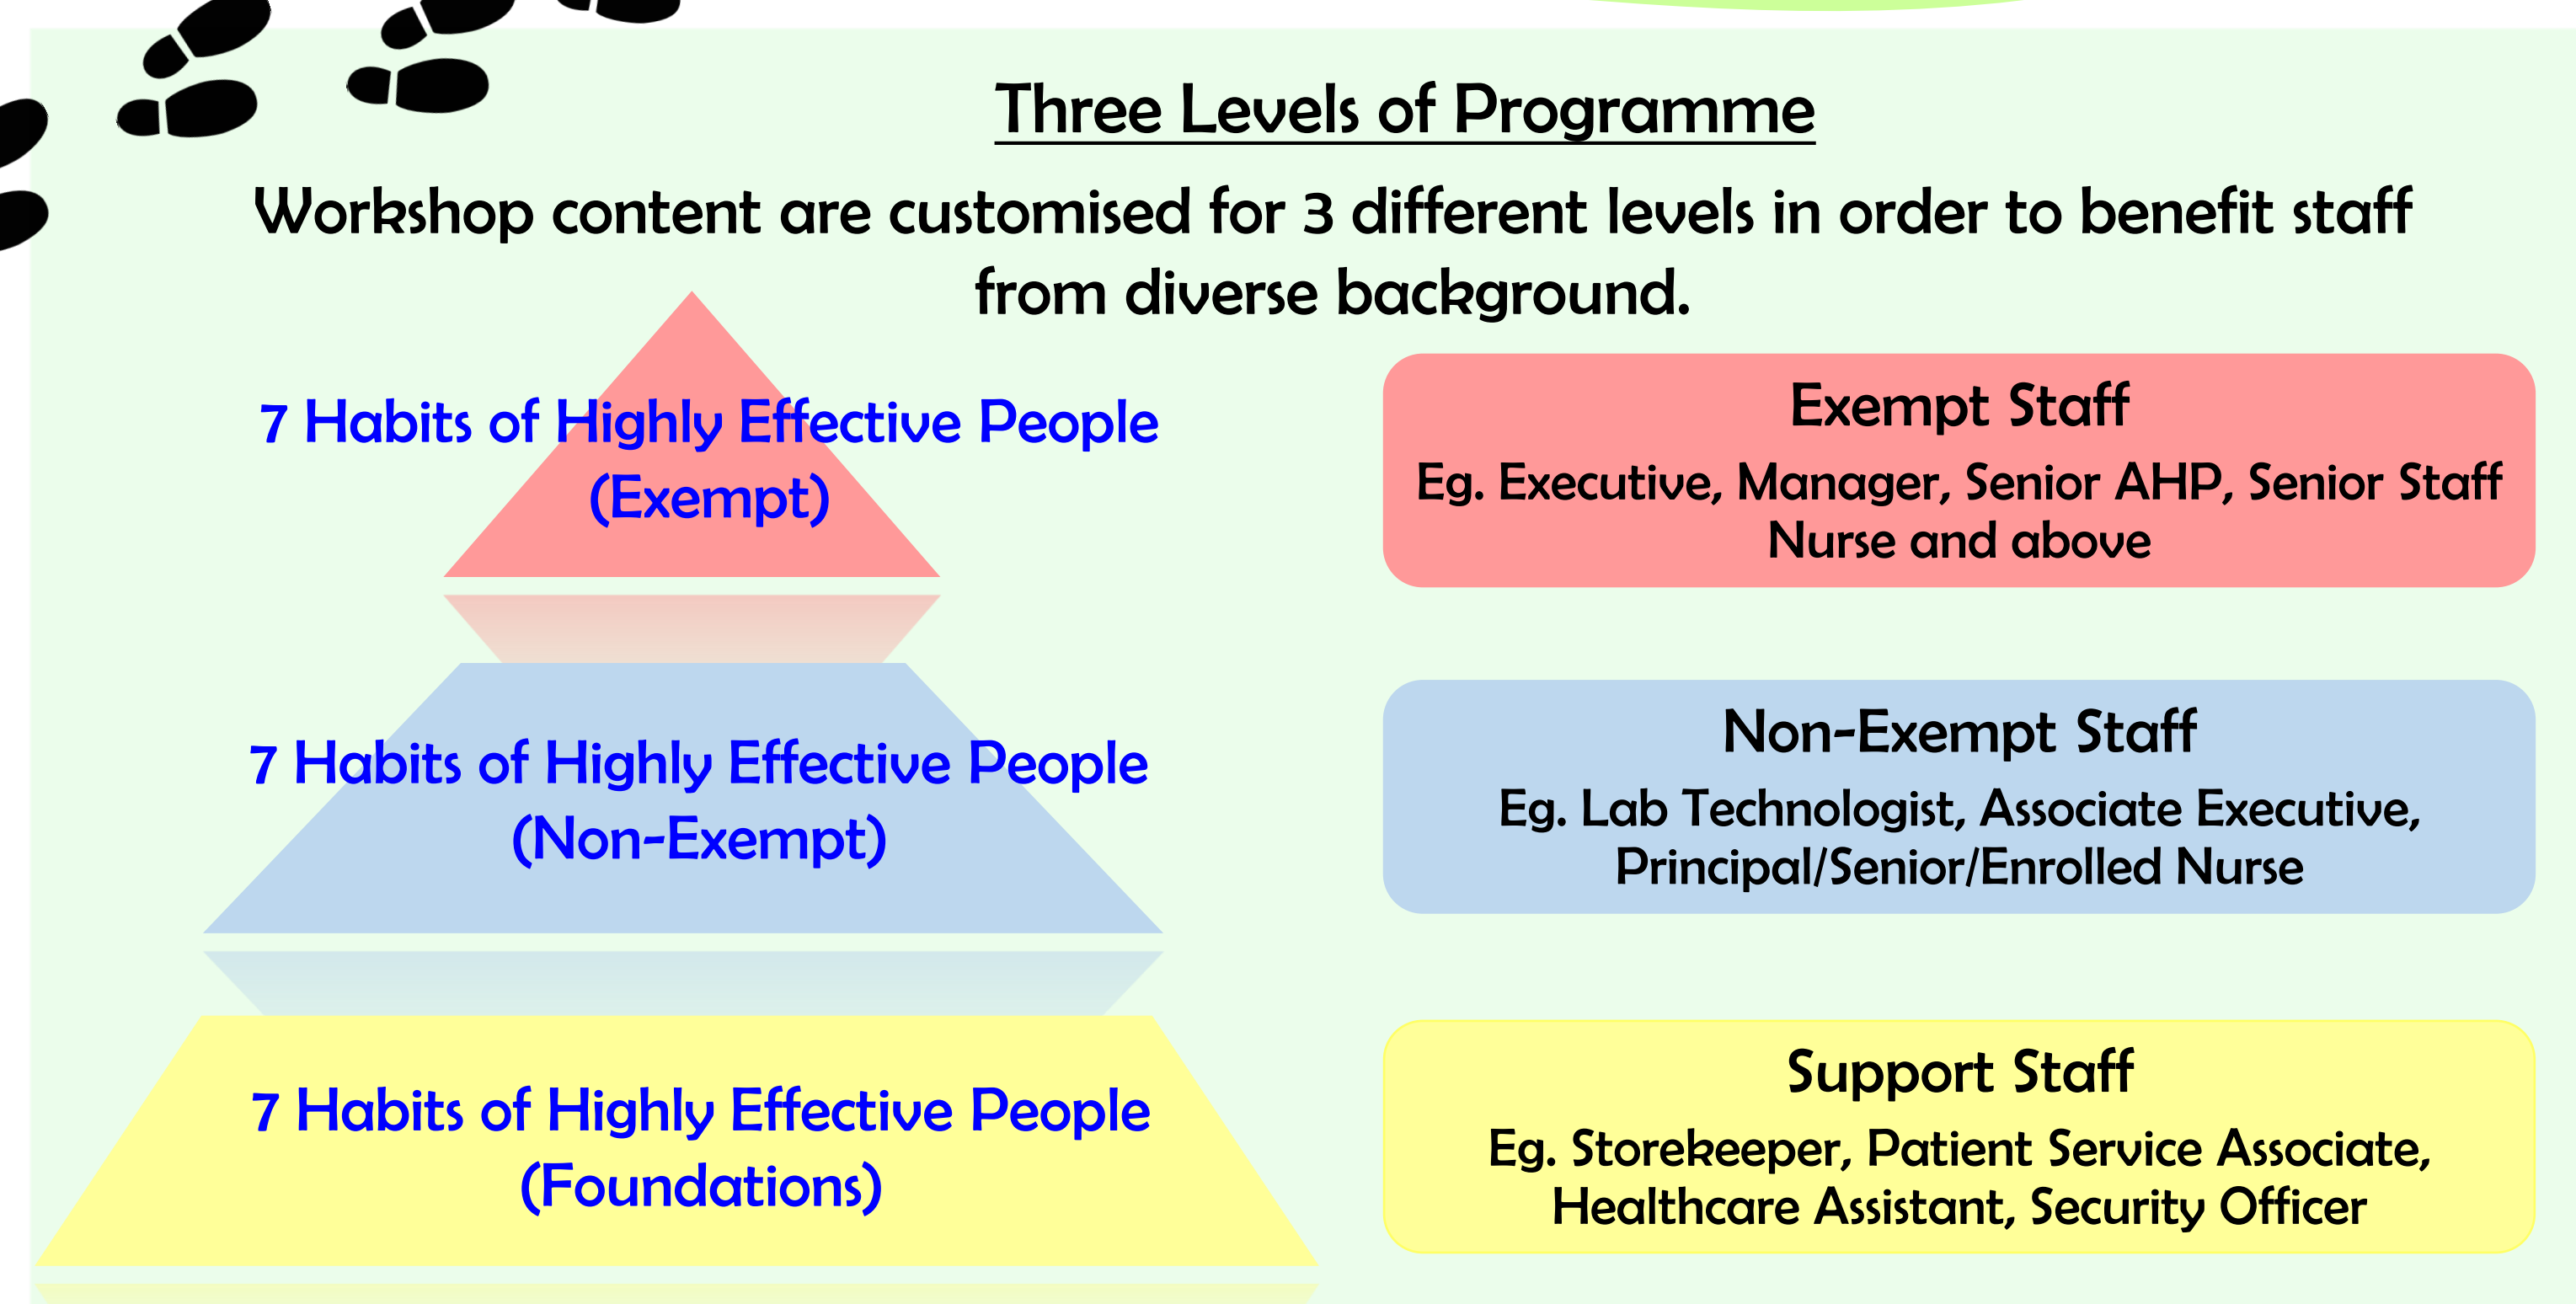 Three Levels of Programme
Workshop content are customised for 3 different levels in order to benefit staff
from diverse background.
7 Habits of Highly Effective People
(Exempt)
Exempt Staff
Eg. Executive, Manager, Senior AHP, Senior Staff
Nurse and above
7 Habits of Highly Effective People
(Non-Exempt)
Non-Exempt Staff
Eg. Lab Technologist, Associate Executive,
Principal/Senior/Enrolled Nurse
7 Habits of Highly Effective People
(Foundations)
Support Staff
Eg. Storekeeper, Patient Service Associate,
Healthcare Assistant, Security Officer